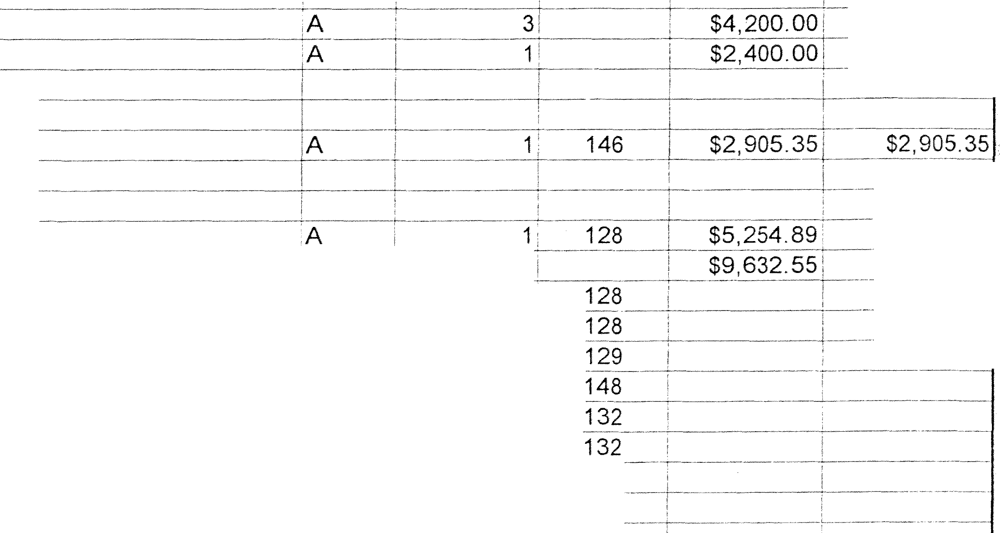 A 3 $4,200.00
A 1 $2,400.00
A 1 146 $2,905.35 $2,905.35
A 1 128 $5,254.89
$9,632.55
128
128
129
148
132
132